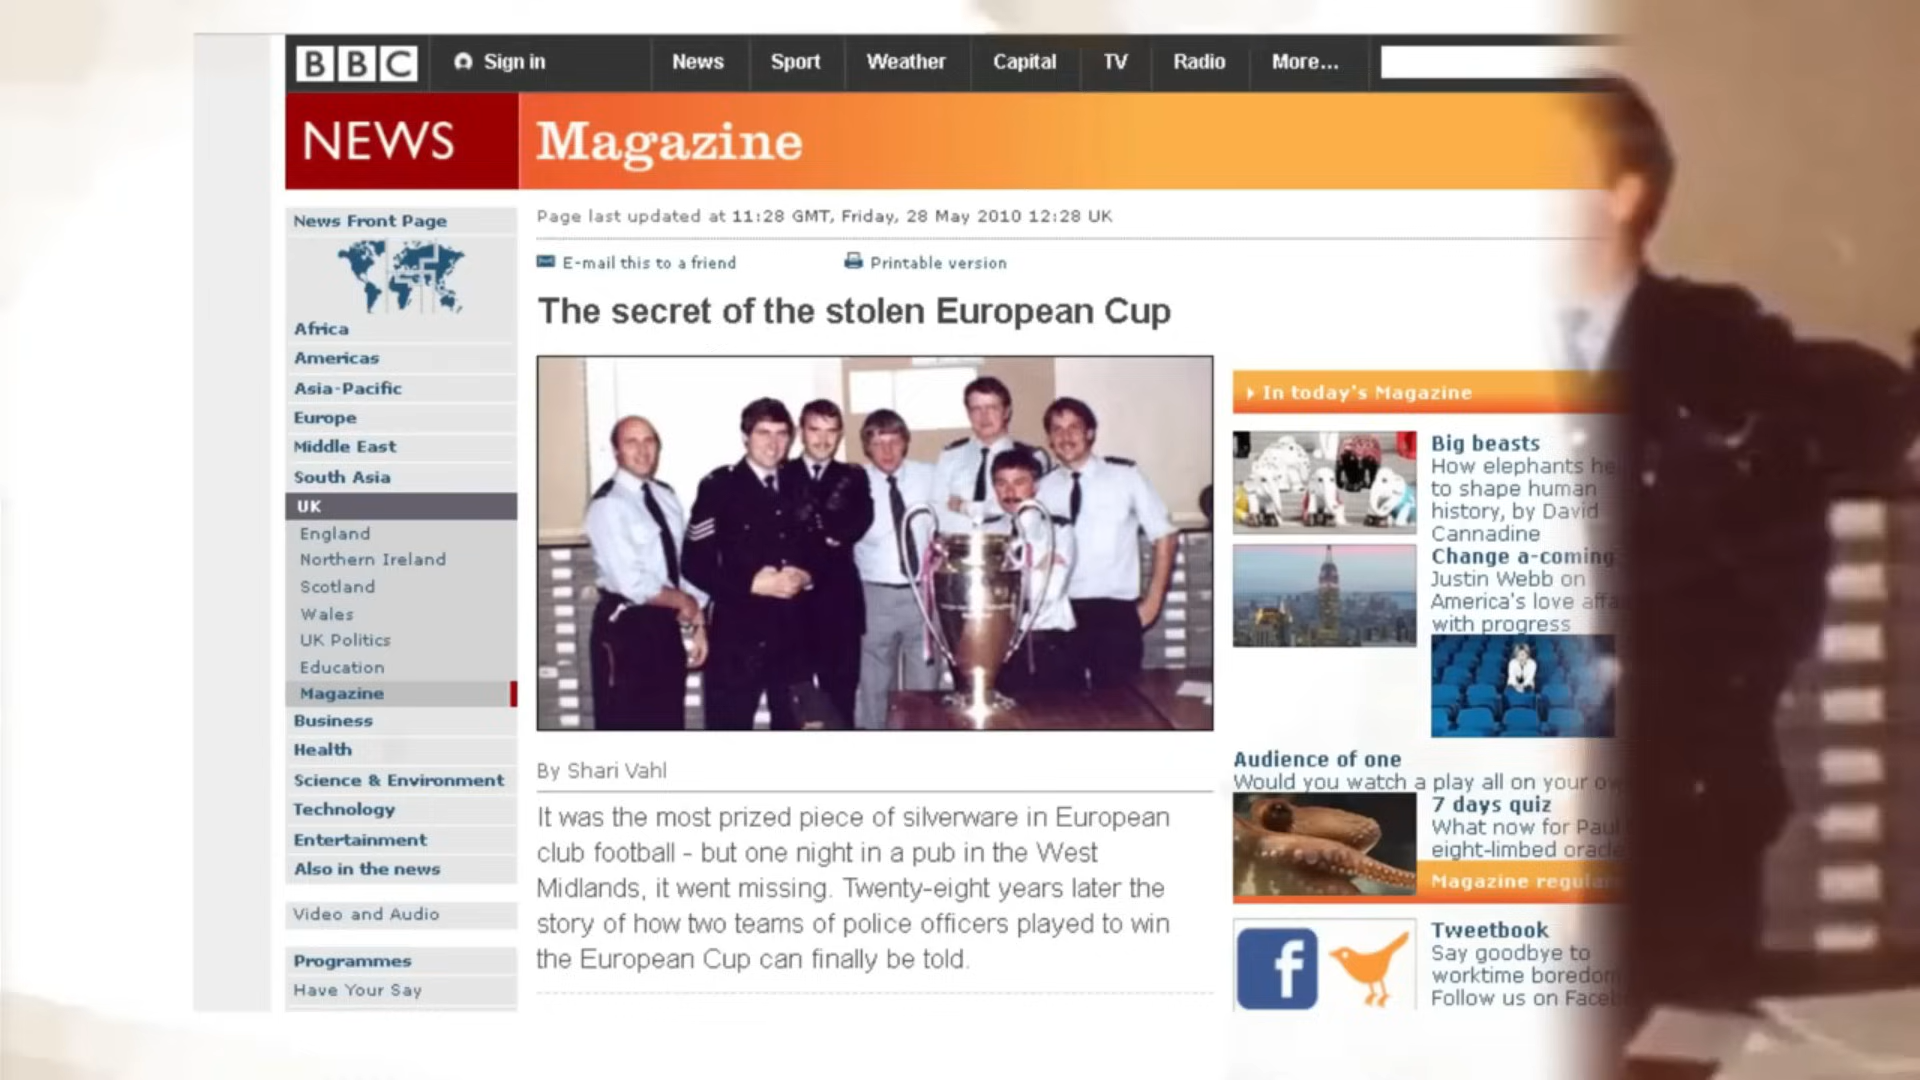 BBC
Sign in
News
Sport
Weather
Capital
TV
Radio
More...
NEWS
Magazine
Page last updated at 11:28 GMT, Friday, 28 May 2010 12:28 UK
E-mail this to a friend
Printable version
The secret of the stolen European Cup
By Shari Vahl
It was the most prized piece of silverware in European
club football - but one night in a pub in the West
Midlands, it went missing. Twenty-eight years later the
story of how two teams of police officers played to win
the European Cup can finally be told.
News Front Page
Africa
Americas
Asia-Pacific
Europe
Middle East
South Asia
UK
England
Northern Ireland
Scotland
Wales
UK Politics
Education
Magazine
Business
Health
Science & Environment
Technology
Entertainment
Also in the news
Video and Audio
Programmes
Have Your Say
In today's Magazine
Big beasts
How elephants
to shape human
history, by David
Cannadine
Change a-coming
Justin Webb on
America's love
with progress
Audience of one
Would you watch a play all on your
7 days quiz
What now for Paul
eight-limbed oracle
Magazine
Tweetbook
Say goodbye to
worktime boredom
Follow us on